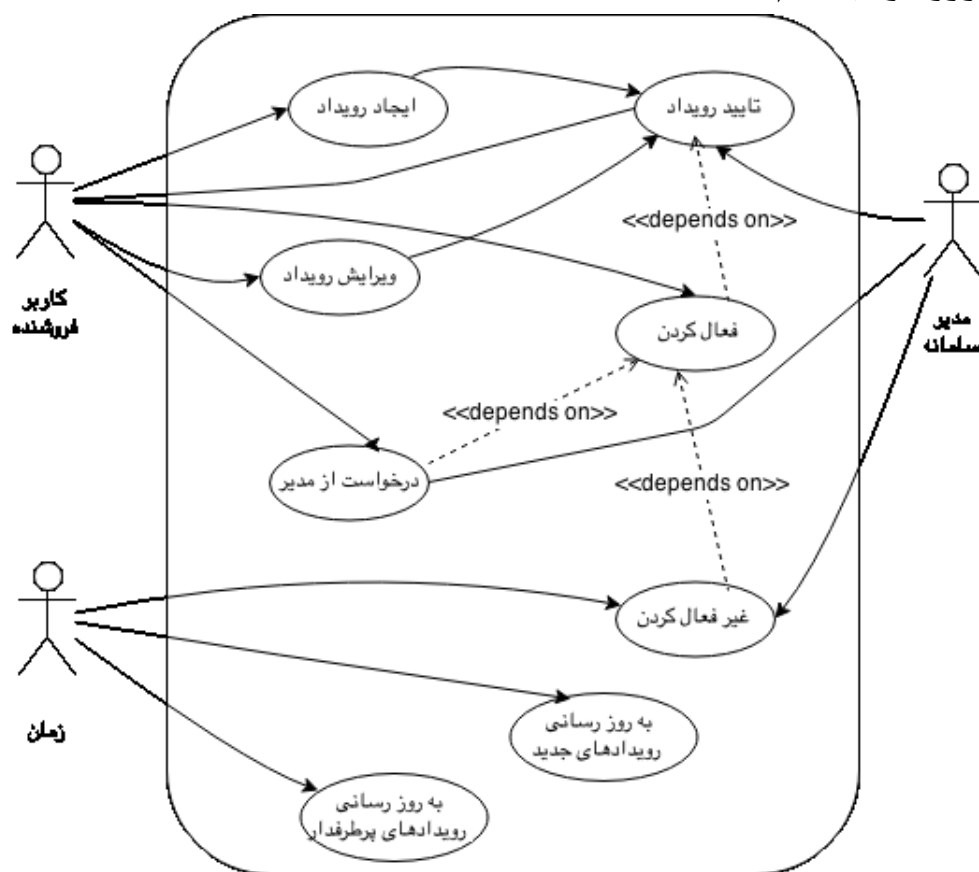 ایجاد رویداد
تایید رویداد
<<depends on>>
ویرایش رویداد
کاربر
فروشنده
فعال کردن
مدیر
سامانه
<<depends on>>
درخواست از مدیر
<<depends on>>
غیر فعال کردن
زمان
به روز رسانی
رویدادهای جدید
به روز رسانی
رویدادهای پرطرفدار